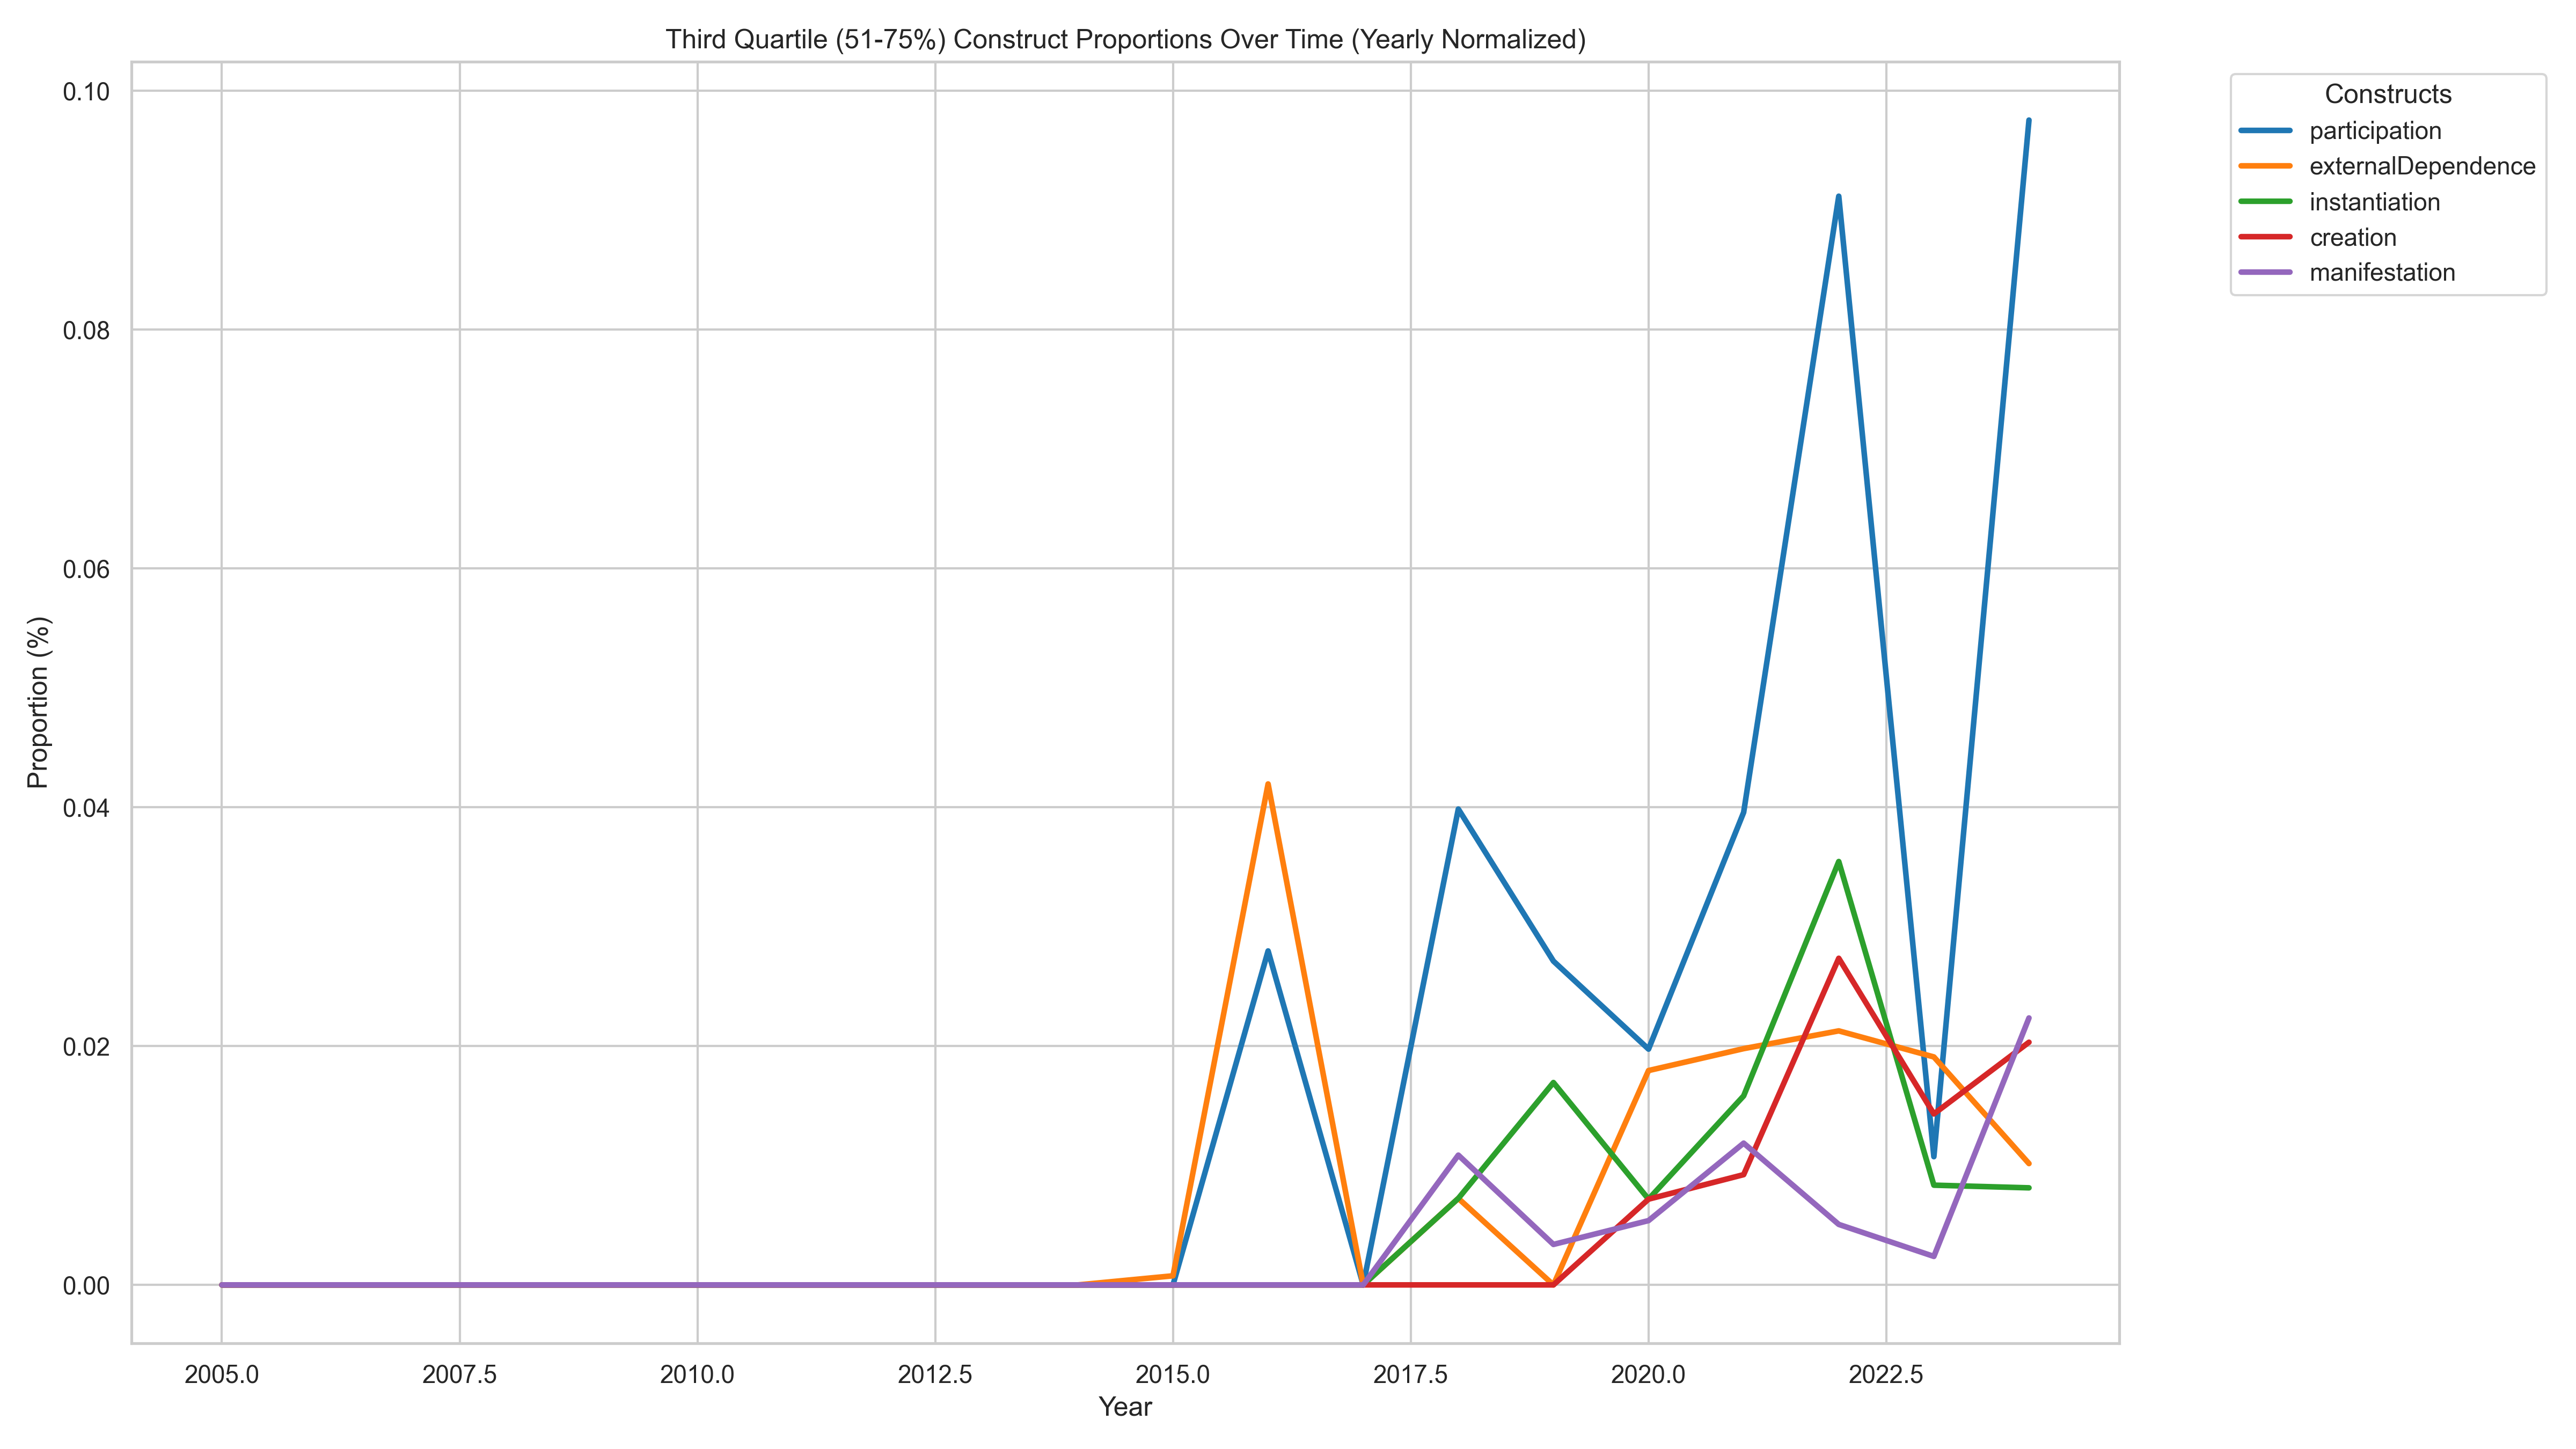 Third Quartile (51-75%) Construct Proportions Over Time (Yearly Normalized)
Constructs
participation
externalDependence
instantiation
creation
manifestation
Proportion (%)
0.10
0.08
0.06
0.04
0.02
0.00
2005.0 2007.5 2010.0 2012.5 2015.0 2017.5 2020.0 2022.5
Year